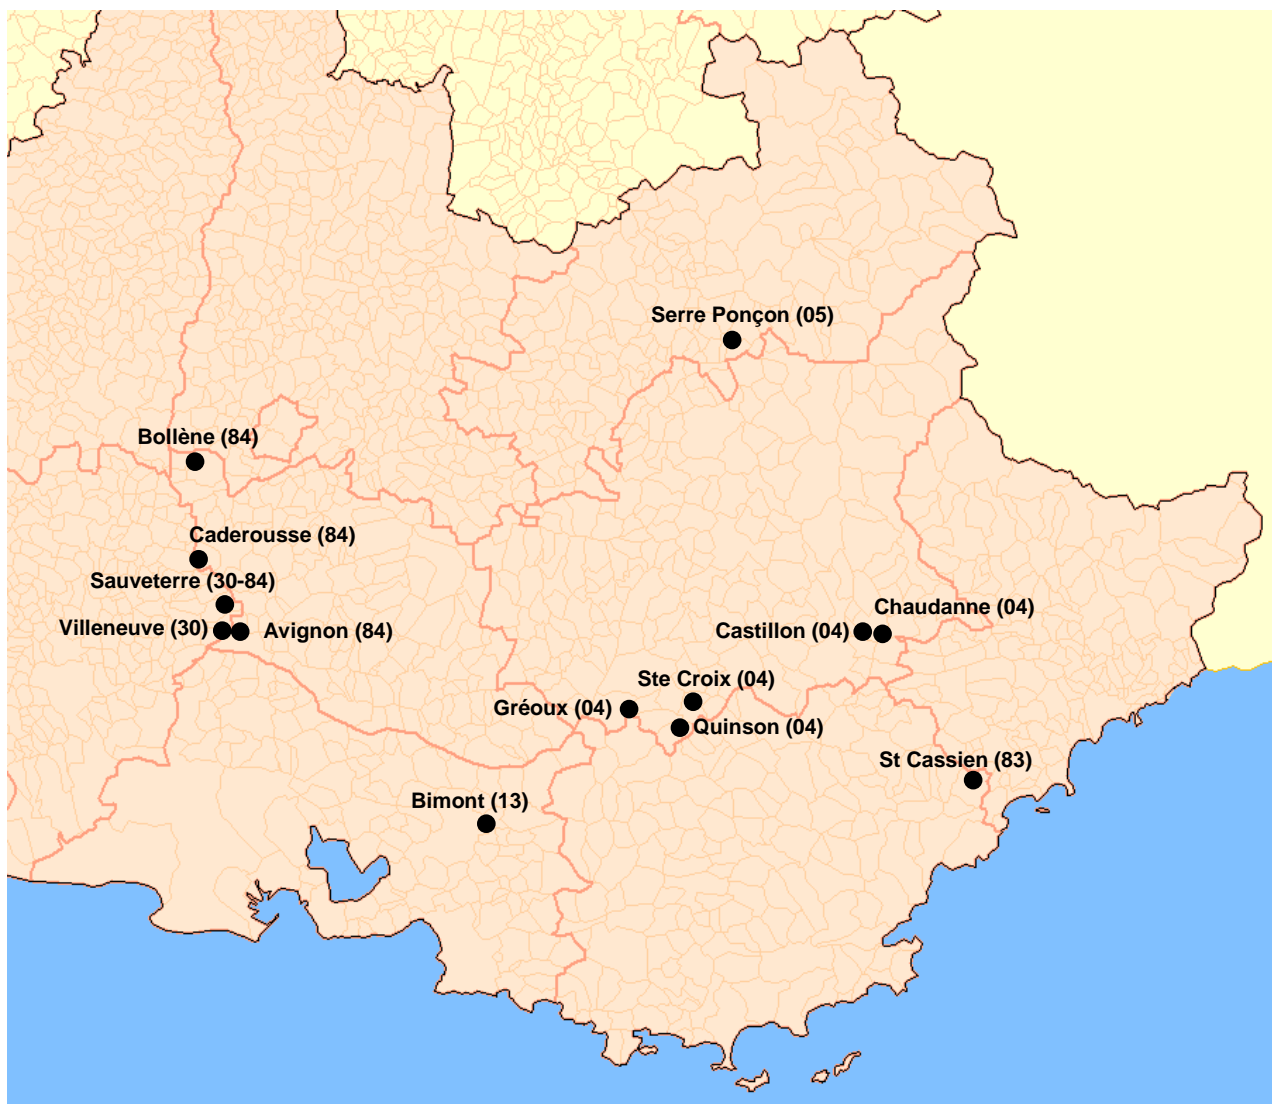 Serre Ponçon (05)
Bollène (84)
Caderousse (84)
Sauveterre (30-84)
Villeneuve (30)
Avignon (84)
Chaudanne (04)
Castillon (04)
Ste Croix (04)
Gréoux (04)
Quinson (04)
St Cassien (83)
Bimont (13)